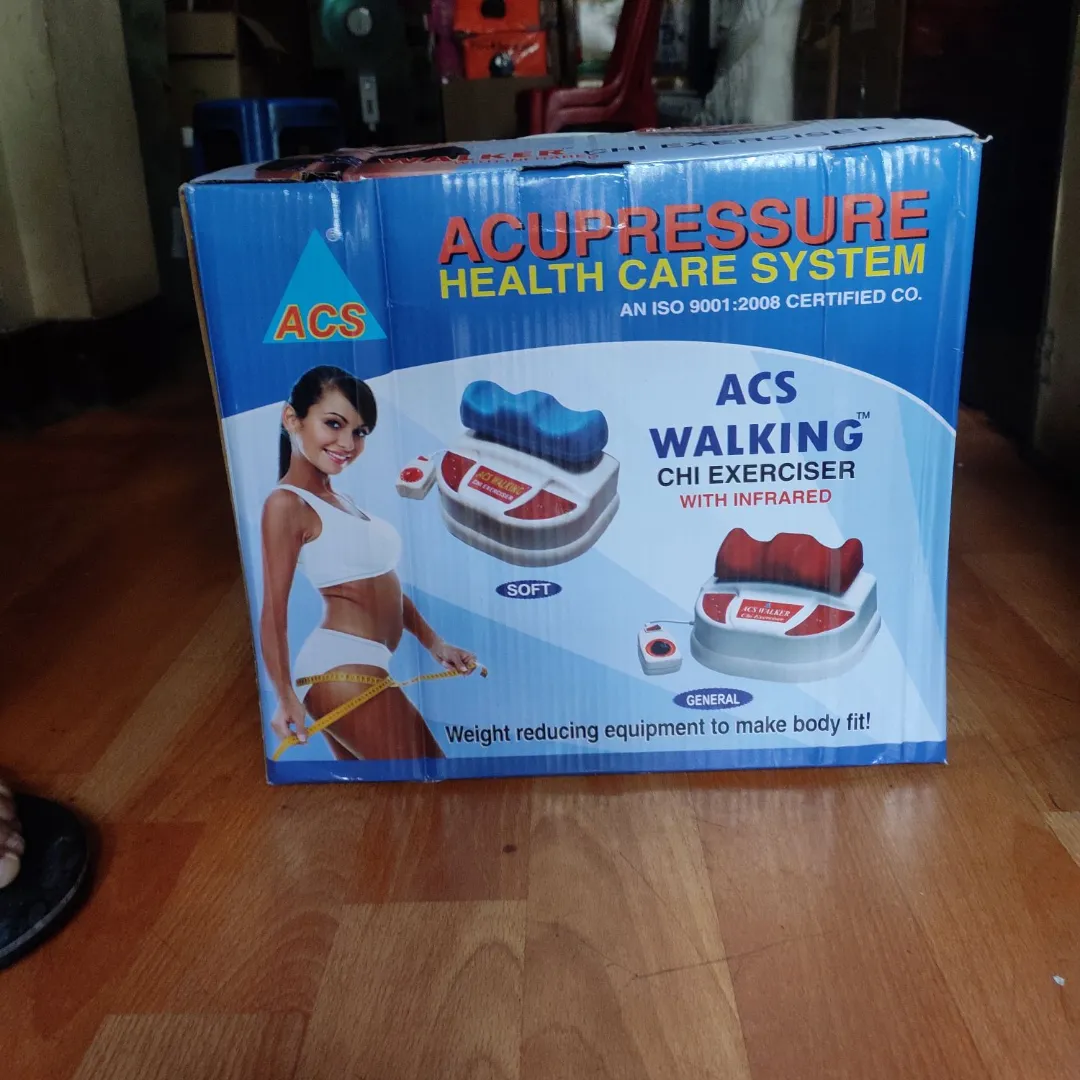 WALKER CHI EXERCISER
ACS
ACUPRESSURE
HEALTH CARE SYSTEM
AN ISO 9001:2008 CERTIFIED CO.
ACS
WALKING™
CHI EXERCISER
WITH INFRARED
ACS WALKING
CHI EXERCISER
SOFT
ACS WALKER
Chi Exerciser
GENERAL
Weight reducing equipment to make body fit!